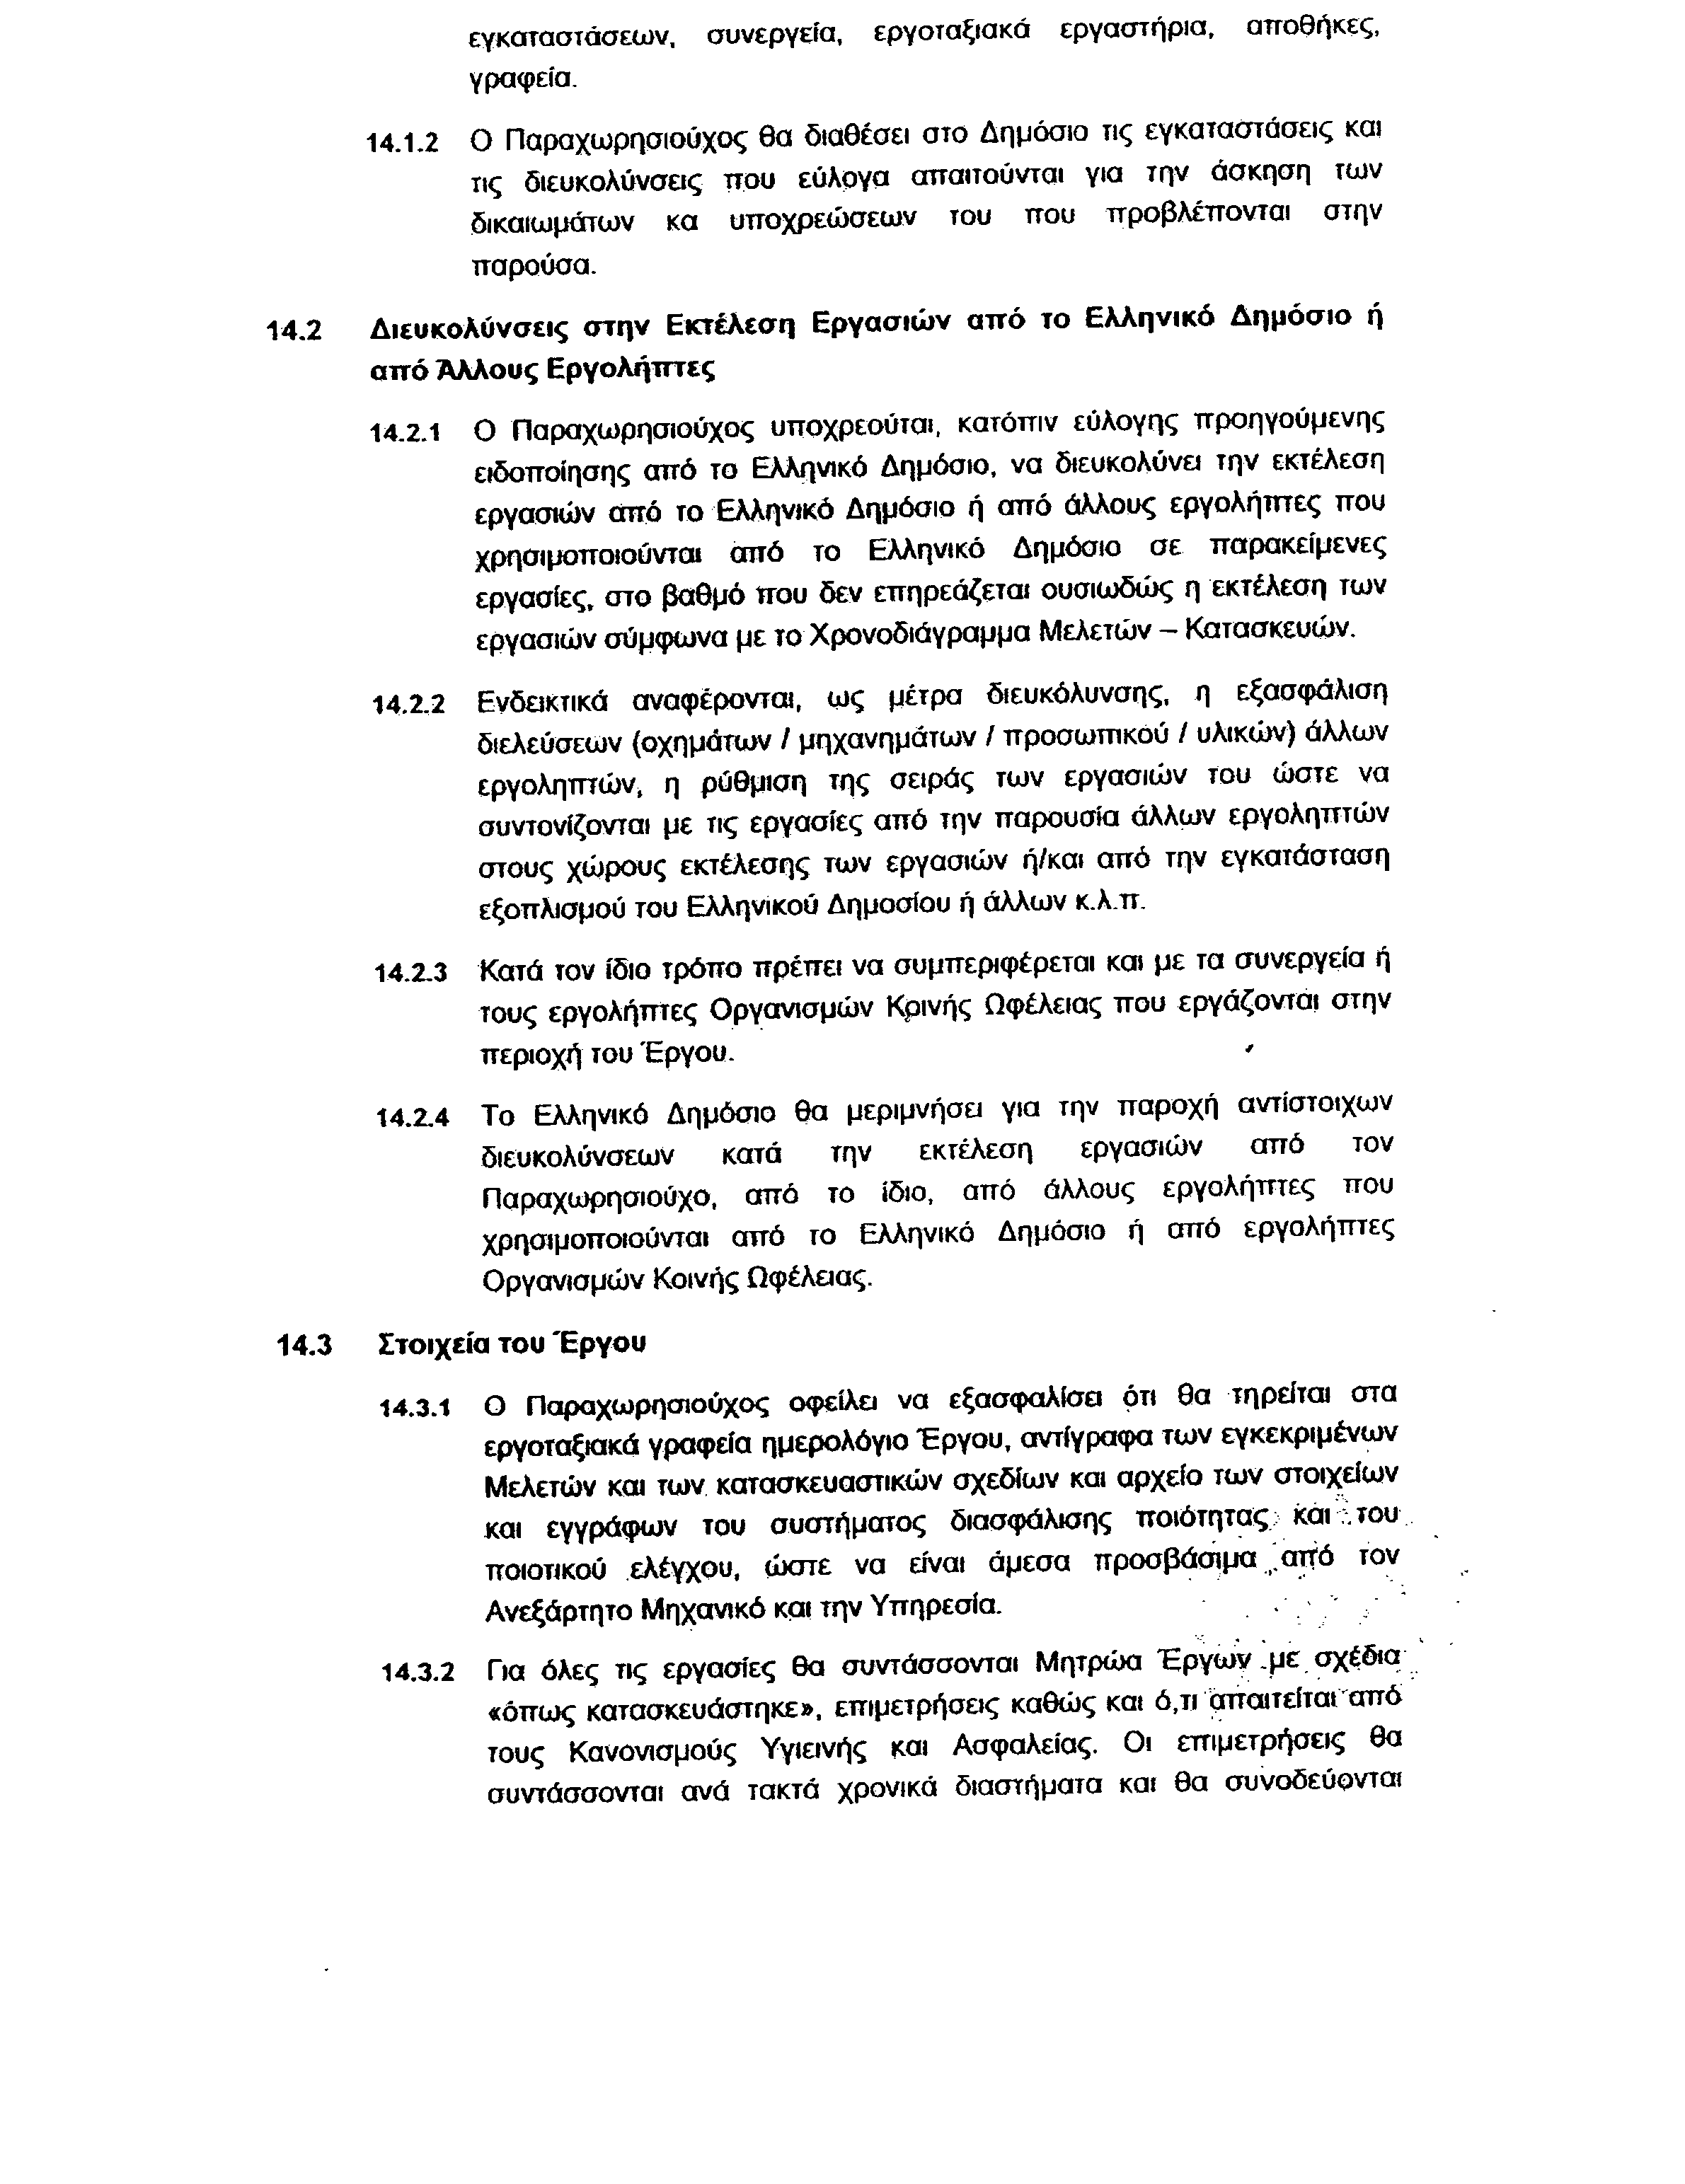 εγκαταστάσεων, συνεργεία, εργοταξιακά εργαστήρια, αποθήκες,
γραφεία.
14.1.2 Ο Παραχωρησιούχος θα διαθέσει στο Δημόσιο τις εγκαταστάσεις και
τις διευκολύνσεις που εύλογα απαιτούνται για την άσκηση των
δικαιωμάτων κα υποχρεώσεων του που προβλέπονται στην
παρούσα.
14.2 Διευκολύνσεις στην Εκτέλεση Εργασιών από το Ελληνικό Δημόσιο ή
από Άλλους Εργολήπτες
14.2.1 Ο Παραχωρησιούχος υποχρεούται, κατόπιν εύλογης προηγούμενης
ειδοποίησης από το Ελληνικό Δημόσιο, να διευκολύνει την εκτέλεση
εργασιών από το Ελληνικό Δημόσιο ή από άλλους εργολήπτες που
χρησιμοποιούνται από το Ελληνικό Δημόσιο σε παρακείμενες
εργασίες, στο βαθμό που δεν επηρεάζεται ουσιωδώς η εκτέλεση των
εργασιών σύμφωνα με το Χρονοδιάγραμμα Μελετών – Κατασκευών.
14.2.2 Ενδεικτικά αναφέρονται, ως μέτρα διευκόλυνσης, η εξασφάλιση
διελεύσεων (οχημάτων / μηχανημάτων / προσωπικού / υλικών) άλλων
εργοληπτών, η ρύθμιση της σειράς των εργασιών του ώστε να
συντονίζονται με τις εργασίες από την παρουσία άλλων εργοληπτών
στους χώρους εκτέλεσης των εργασιών ή/και από την εγκατάσταση
εξοπλισμού του Ελληνικού Δημοσίου ή άλλων κ.λ.π.
14.2.3 Κατά τον ίδιο τρόπο πρέπει να συμπεριφέρεται και με τα συνεργεία ή
τους εργολήπτες Οργανισμών Κοινής Ωφέλειας που εργάζονται στην
περιοχή του Έργου.
14.2.4 Το Ελληνικό Δημόσιο θα μεριμνήσει για την παροχή αντίστοιχων
διευκολύνσεων κατά την εκτέλεση εργασιών από τον
Παραχωρησιούχο, από το ίδιο, από άλλους εργολήπτες που
χρησιμοποιούνται από το Ελληνικό Δημόσιο ή από εργολήπτες
Οργανισμών Κοινής Ωφέλειας.
14.3 Στοιχεία του Έργου
14.3.1 Ο Παραχωρησιούχος οφείλει να εξασφαλίσει ότι θα τηρείται στα
εργοταξιακά γραφεία ημερολόγιο Έργου, αντίγραφα των εγκεκριμένων
Μελετών και των κατασκευαστικών σχεδίων και αρχείο των στοιχείων
και εγγράφων του συστήματος διασφάλισης ποιότητας και του
ποιοτικού ελέγχου, ώστε να είναι άμεσα προσβάσιμα από τον
Ανεξάρτητο Μηχανικό και την Υπηρεσία.
14.3.2 Για όλες τις εργασίες θα συντάσσονται Μητρώα Έργων με σχέδια
«όπως κατασκευάστηκε», επιμετρήσεις καθώς και ό,τι απαιτείται από
τους Κανονισμούς Υγιεινής και Ασφαλείας. Οι επιμετρήσεις θα
συντάσσονται ανά τακτά χρονικά διαστήματα και θα συνοδεύονται